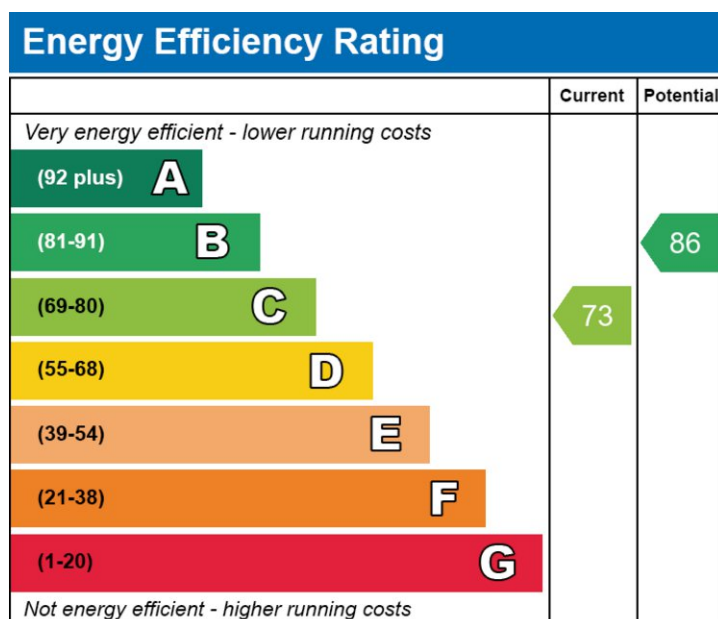 Energy Efficiency Rating
Current Potential
Very energy efficient - lower running costs
(92 plus) A
(81-91) B 86
(69-80) C 73
(55-68) D
(39-54) E
(21-38) F
(1-20) G
Not energy efficient - higher running costs